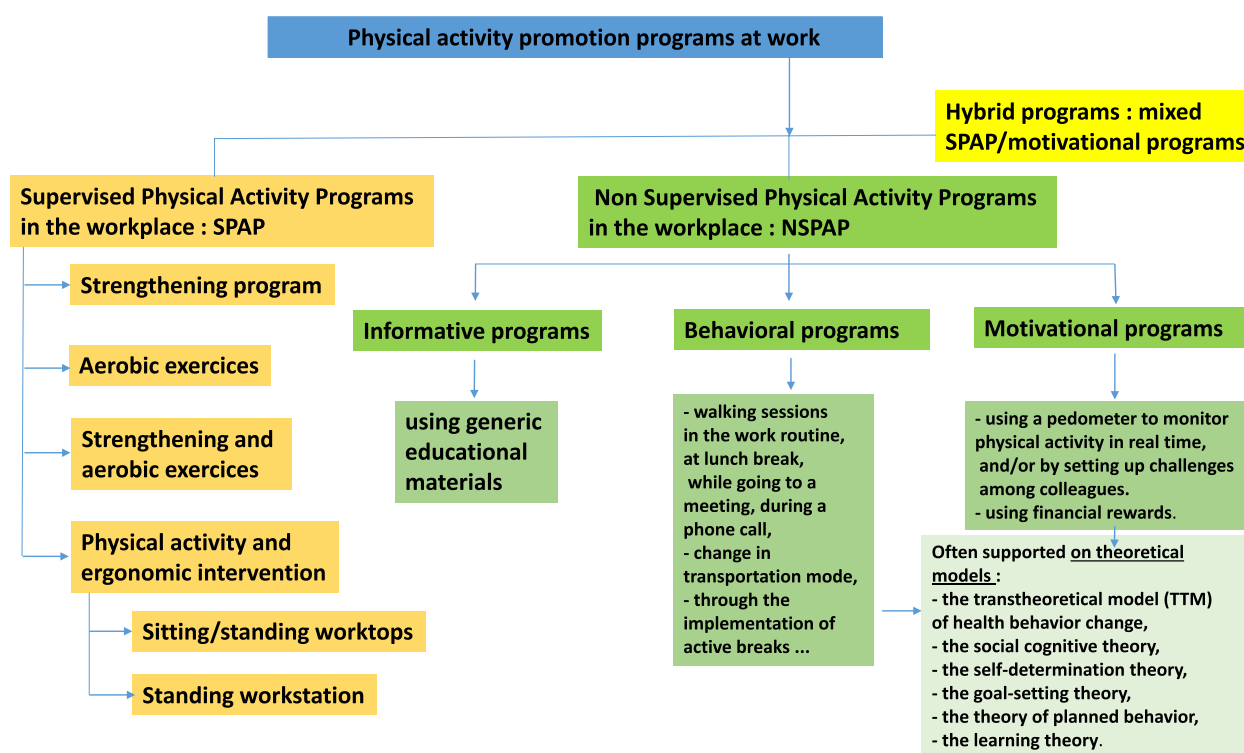 Physical activity promotion programs at work
Hybrid programs : mixed
SPAP/motivational programs
Supervised Physical Activity Programs
in the workplace : SPAP
Non Supervised Physical Activity Programs
in the workplace : NSPAP
Strengthening program
Aerobic exercices
Strengthening and
aerobic exercices
Physical activity and
ergonomic intervention
Sitting/standing worktops
Standing workstation
Informative programs
using generic
educational
materials
Behavioral programs
- walking sessions
in the work routine,
at lunch break,
while going to a
meeting, during a
phone call,
- change in
transportation mode,
- through the
implementation of
active breaks ...
Motivational programs
- using a pedometer to monitor
physical activity in real time,
and/or by setting up challenges
among colleagues.
- using financial rewards.
Often supported on theoretical
models :
- the transtheoretical model (TTM)
of health behavior change,
- the social cognitive theory,
- the self-determination theory,
- the goal-setting theory,
- the theory of planned behavior,
- the learning theory.